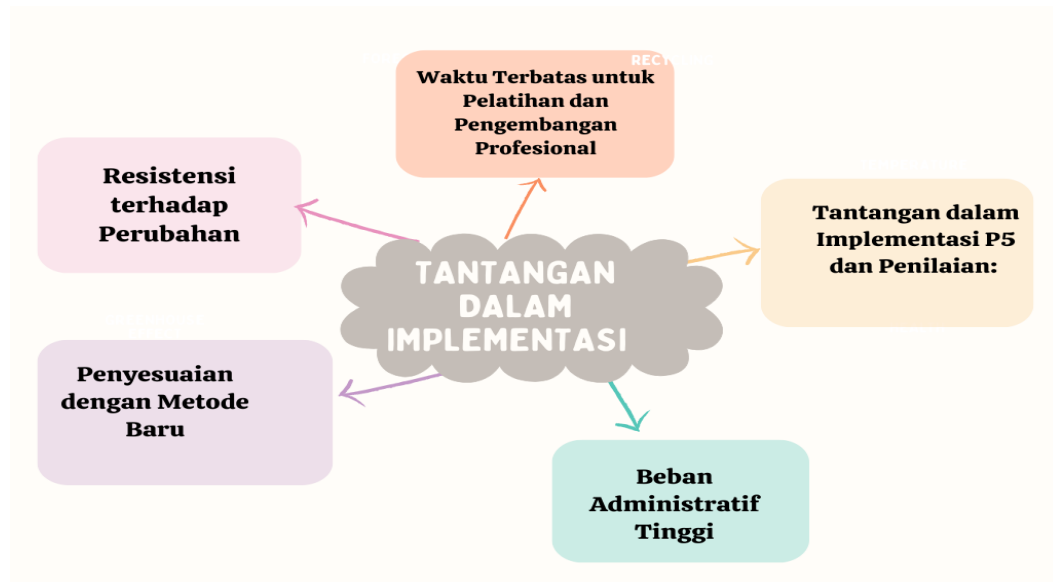 Waktu Terbatas untuk
Pelatihan dan
Pengembangan
Profesional
Resistensi
terhadap
Perubahan
Tantangan dalam
Implementasi P5
dan Penilaian:
TANTANGAN
DALAM
IMPLEMENTASI
Penyesuaian
dengan Metode
Baru
Beban
Administratif
Tinggi